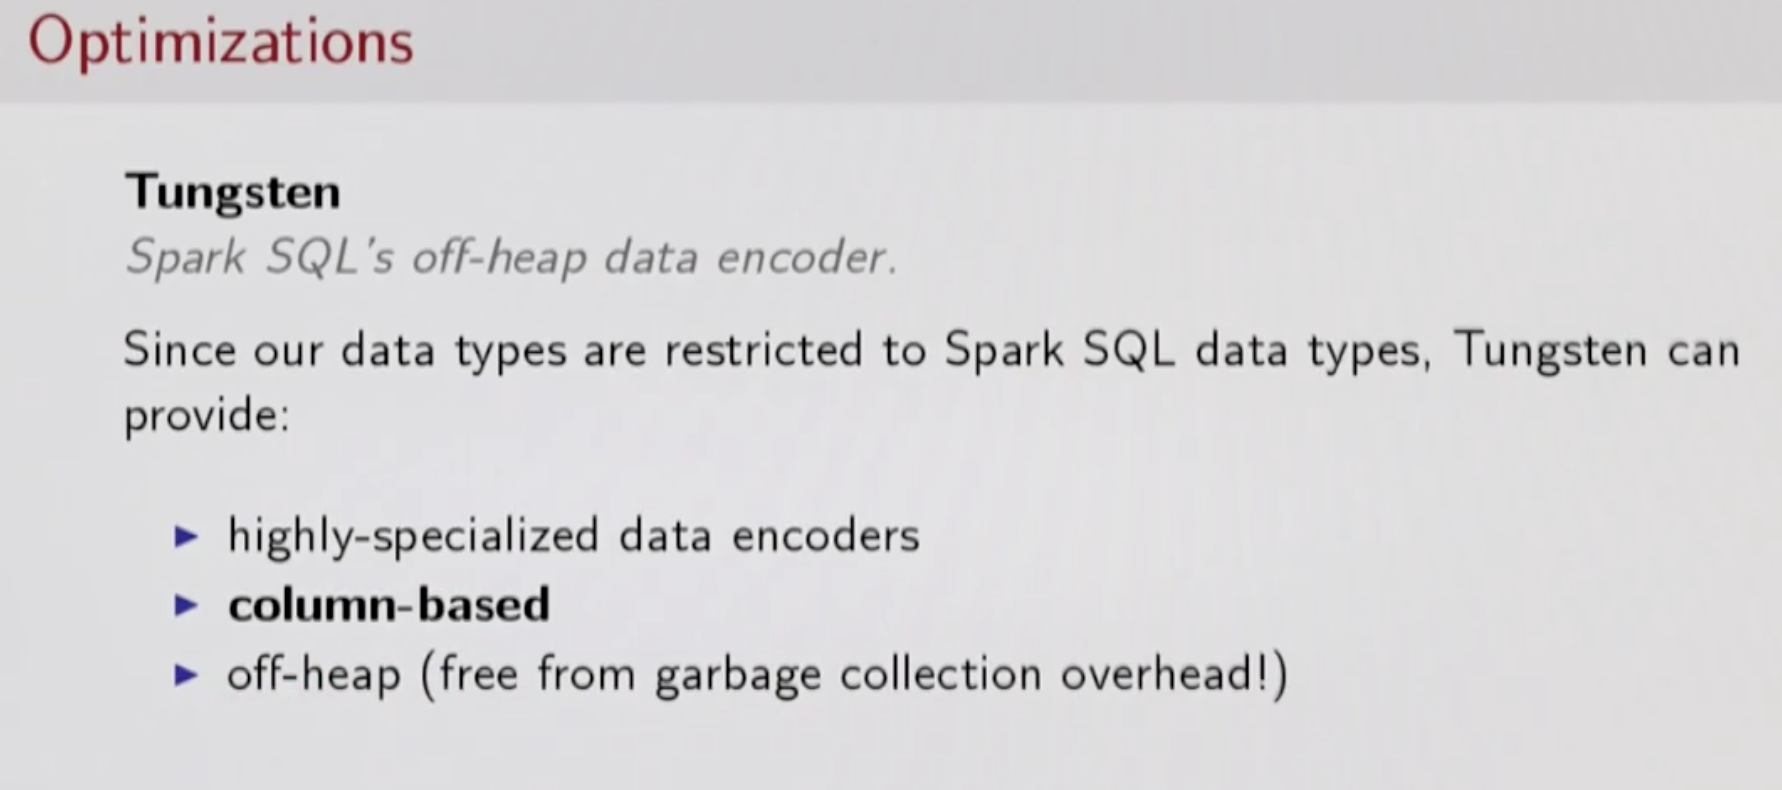 Optimizations
Tungsten
Spark SQL's off-heap data encoder.
Since our data types are restricted to Spark SQL data types, Tungsten can
provide:
▶ highly-specialized data encoders
▶ column-based
▶ off-heap (free from garbage collection overhead!)